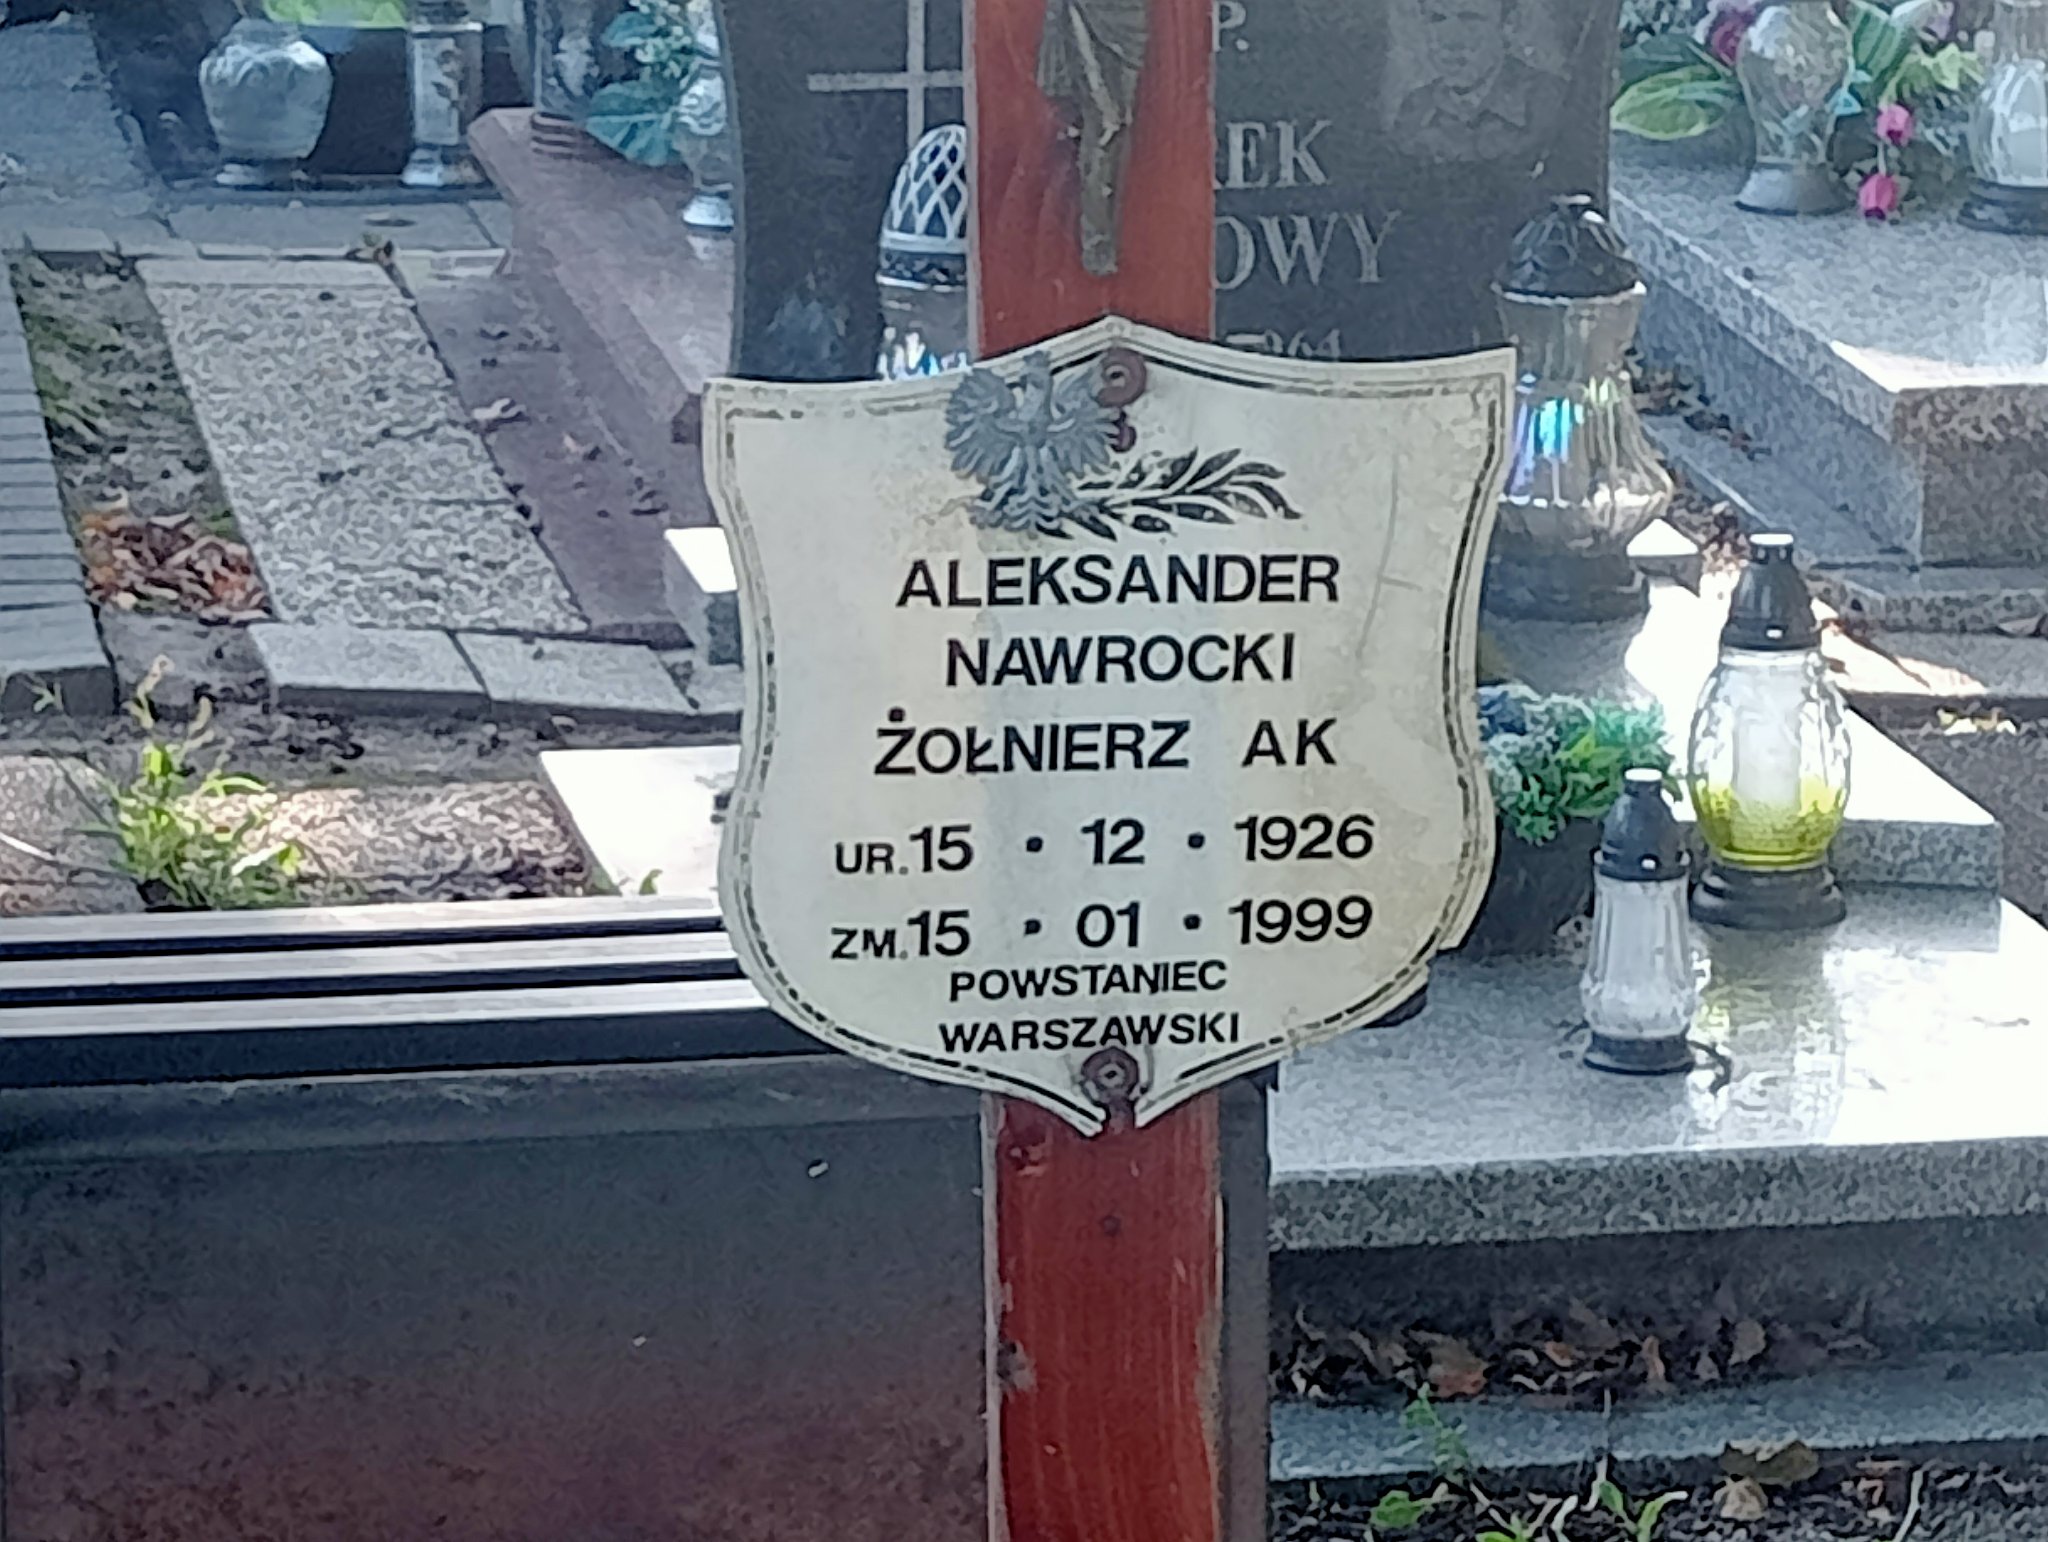 P.
ALEKSANDER
NAWROCKI
ŻOŁNIERZ AK
UR. 15 • 12 • 1926
ZM. 15 • 01 • 1999
POWSTANIEC
WARSZAWSKI